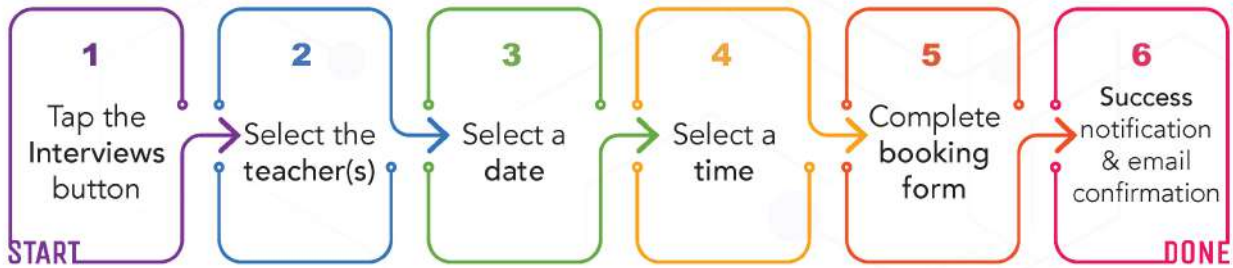 1
Tap the
Interviews
button
START
2
Select the
teacher(s)
3
Select a
date
4
Select a
time
5
Complete
booking
form
6
Success
notification
& email
confirmation
DONE